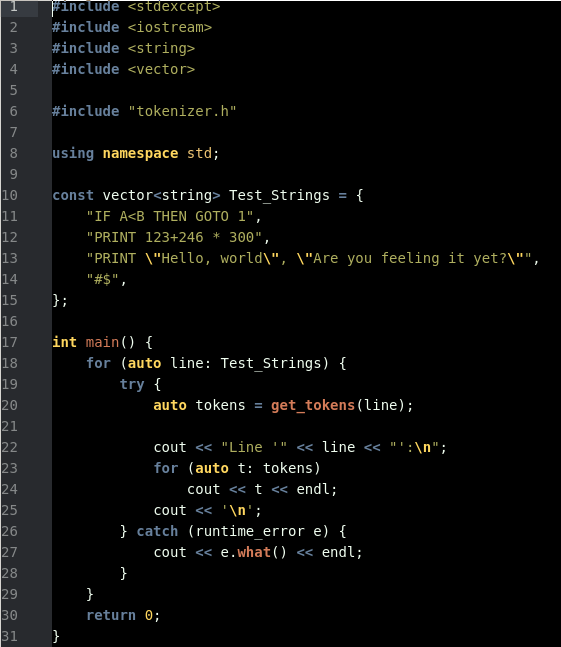 1 #include <stdexcept>
2 #include <iostream>
3 #include <string>
4 #include <vector>
5
6 #include "tokenizer.h"
7
8 using namespace std;
9
10 const vector<string> Test_Strings = {
11     "IF A<B THEN GOTO 1",
12     "PRINT 123+246 * 300",
13     "PRINT \"Hello, world\", \"Are you feeling it yet?\"",
14     "#$",
15 };
16
17 int main() {
18     for (auto line: Test_Strings) {
19         try {
20             auto tokens = get_tokens(line);
21
22             cout << "Line '" << line << "':\n";
23             for (auto t: tokens)
24                 cout << t << endl;
25             cout << '\n';
26         } catch (runtime_error e) {
27             cout << e.what() << endl;
28         }
29     }
30     return 0;
31 }